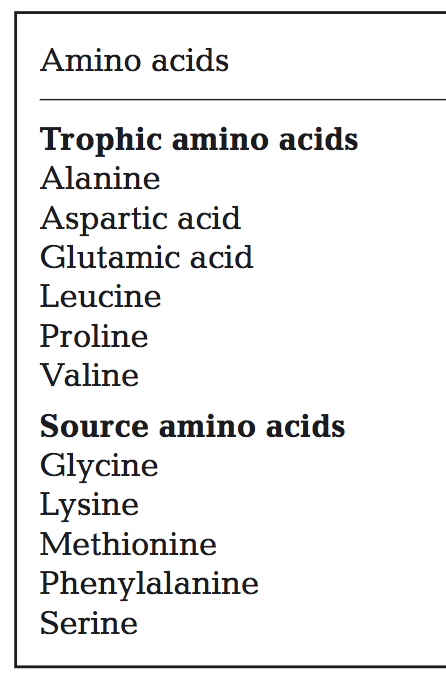 Amino acids
Trophic amino acids
Alanine
Aspartic acid
Glutamic acid
Leucine
Proline
Valine
Source amino acids
Glycine
Lysine
Methionine
Phenylalanine
Serine